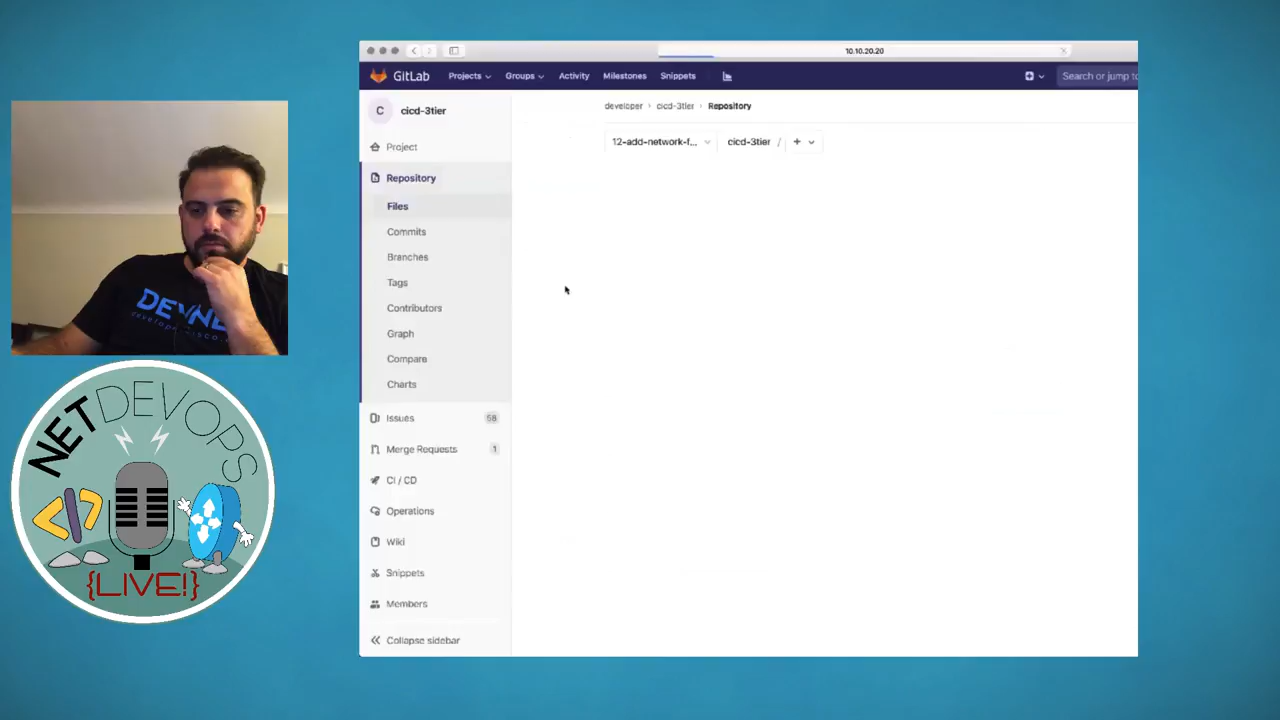 10.10.20.20
GitLab Projects Groups Activity Milestones Snippets Search or jump to
C cicd-3tier
developer › cicd-3tier › Repository
12-add-network-f... cicd-3tier / +
Project
Repository
Files
Commits
Branches
Tags
Contributors
Graph
Compare
Charts
Issues 58
Merge Requests 1
CI / CD
Operations
Wiki
Snippets
Members
Collapse sidebar
NETDEVOPS
</>
{LIVE!}